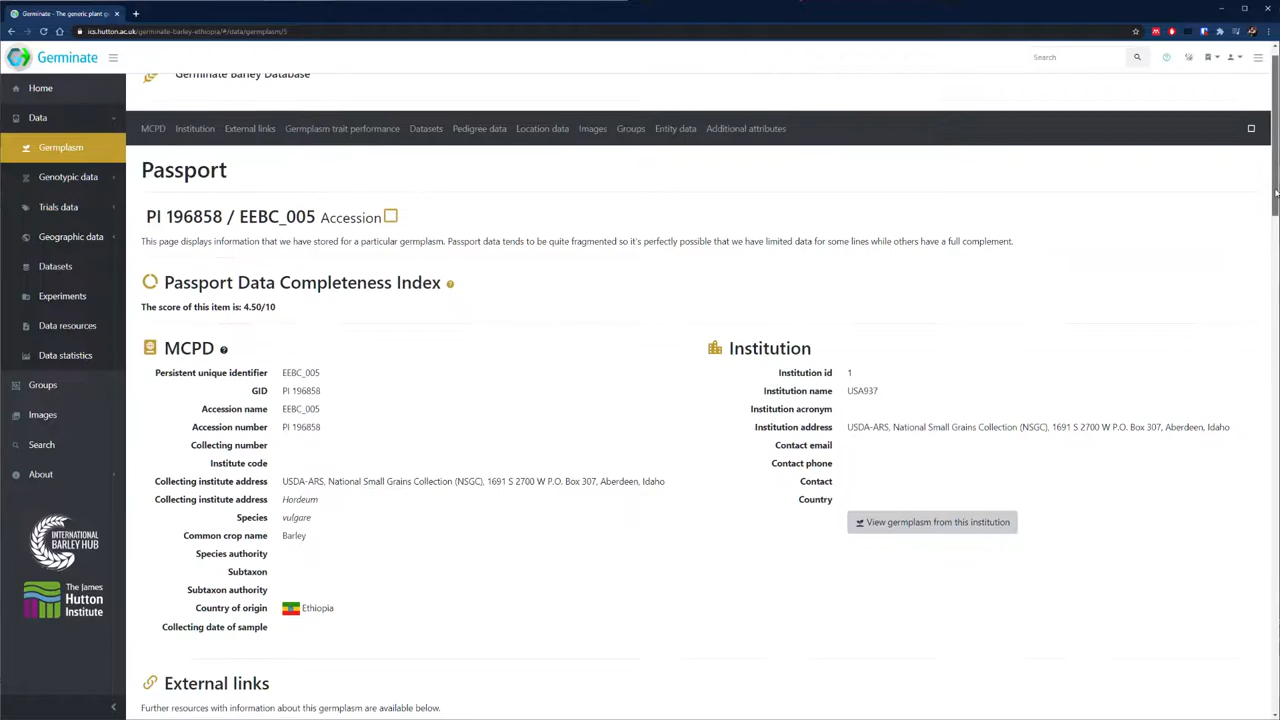 Germinate - The generic plant g
ics.hutton.ac.uk/germinate-barley-ethiopia/#/data/germplasm/5
Germinate
Search
Germinate Barley Database
Home
Data
Germplasm
Genotypic data
Trials data
Geographic data
Datasets
Experiments
Data resources
Data statistics
Groups
Images
Search
About
INTERNATIONAL
BARLEY HUB
The James
Hutton
Institute
MCPD Institution External links Germplasm trait performance Datasets Pedigree data Location data Images Groups Entity data Additional attributes
Passport
PI 196858 / EEBC_005 Accession
This page displays information that we have stored for a particular germplasm. Passport data tends to be quite fragmented so it's perfectly possible that we have limited data for some lines while others have a full complement.
Passport Data Completeness Index
The score of this item is: 4.50/10
MCPD
Persistent unique identifier EEBC_005
GID PI 196858
Accession name EEBC_005
Accession number PI 196858
Collecting number
Institute code
Collecting institute address USDA-ARS, National Small Grains Collection (NSGC), 1691 S 2700 W P.O. Box 307, Aberdeen, Idaho
Collecting institute address Hordeum
Species vulgare
Common crop name Barley
Species authority
Subtaxon
Subtaxon authority
Country of origin Ethiopia
Collecting date of sample
Institution
Institution id 1
Institution name USA937
Institution acronym
Institution address USDA-ARS, National Small Grains Collection (NSGC), 1691 S 2700 W P.O. Box 307, Aberdeen, Idaho
Contact email
Contact phone
Contact
Country
View germplasm from this institution
External links
Further resources with information about this germplasm are available below.